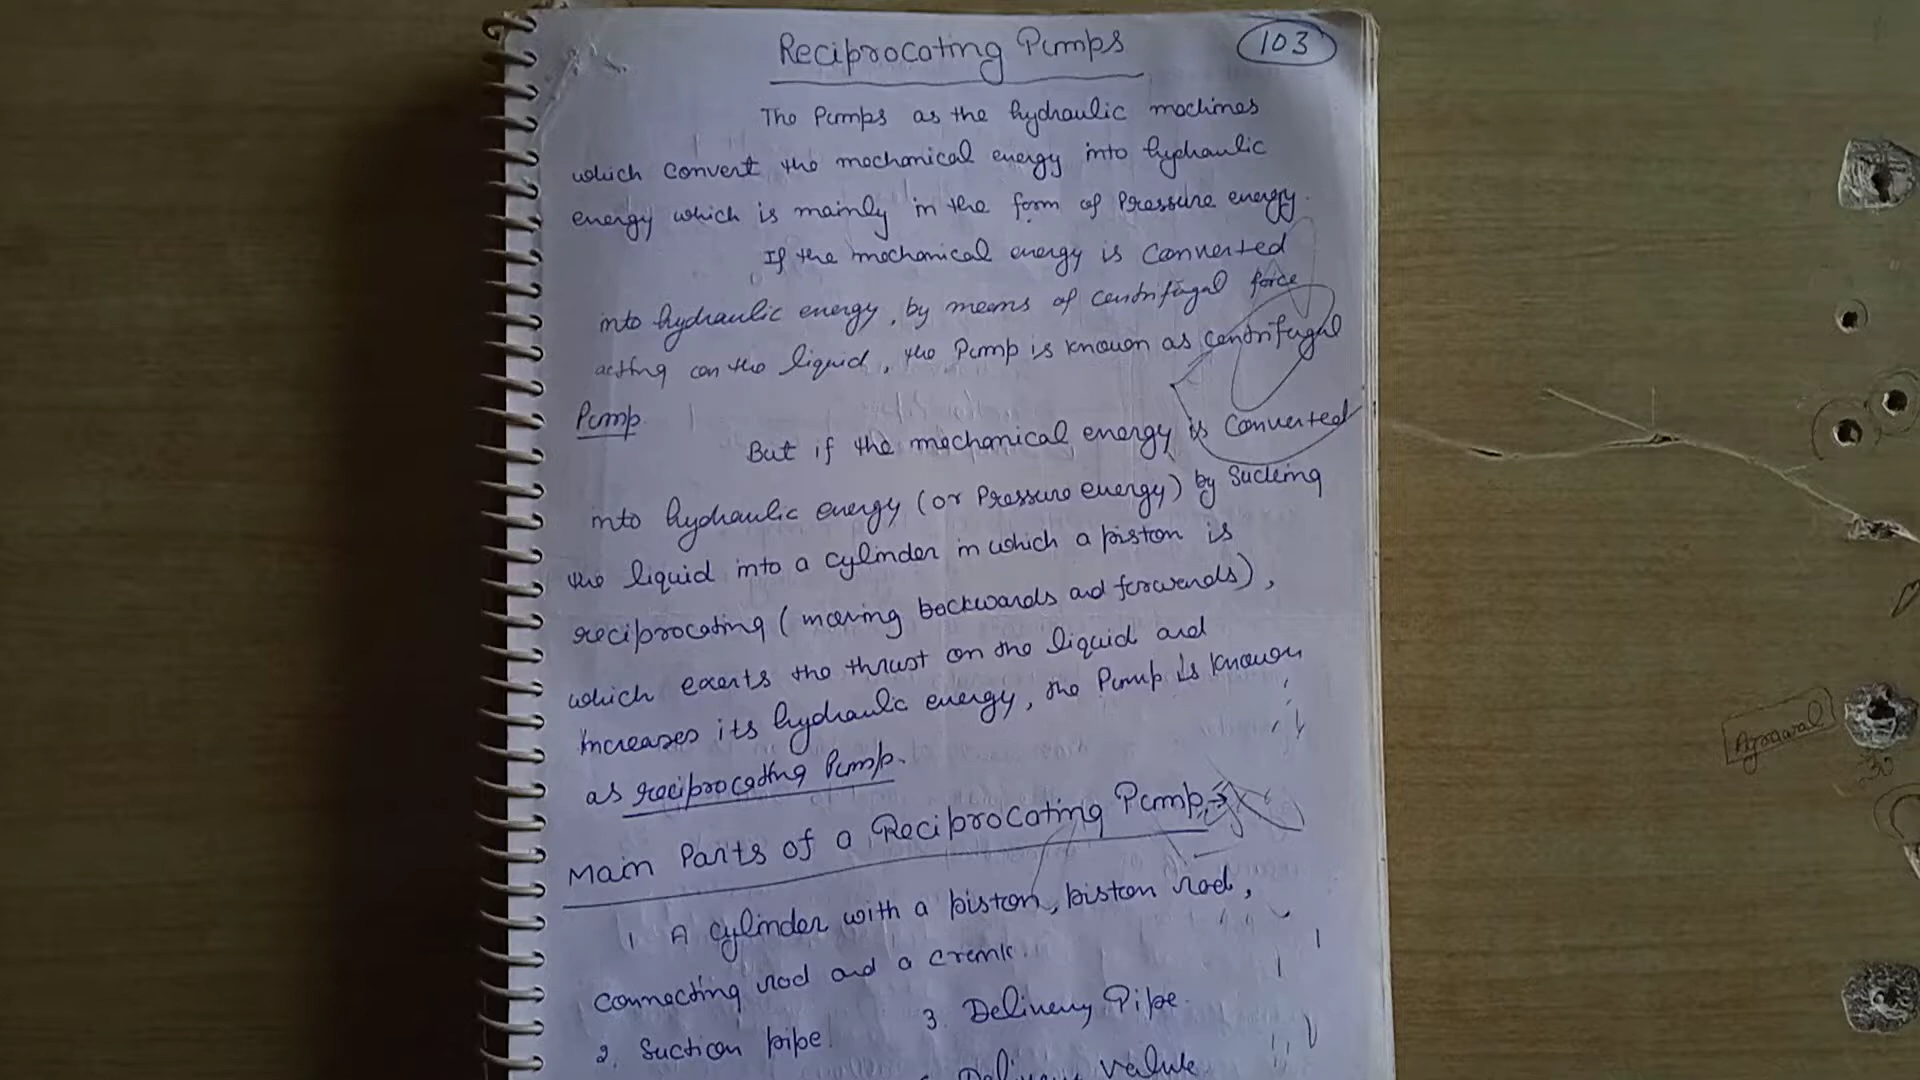 Reciprocating Pumps
103
The Pumps as the hydraulic machines
which convert the mechanical energy into hydraulic
energy which is mainly in the form of Pressure energy.
If the mechanical energy is Converted
into hydraulic energy, by means of centrifugal force
acting on the liquid, the Pump is known as centrifugal
Pump.
But if the mechanical energy is Converted
into hydraulic energy (or Pressure energy) by Sucking
the liquid into a cylinder in which a piston is
reciprocating (moving backwards and forwards),
which exerts the thrust on the liquid and
increases its hydraulic energy, the Pump is known
as reciprocating Pump.
Main Parts of a Reciprocating Pump →
1 A cylinder with a piston, piston rod,
Connecting rod and a crank.
2. Suction pipe
3. Delivery Pipe.
Valve
Agrawal
30